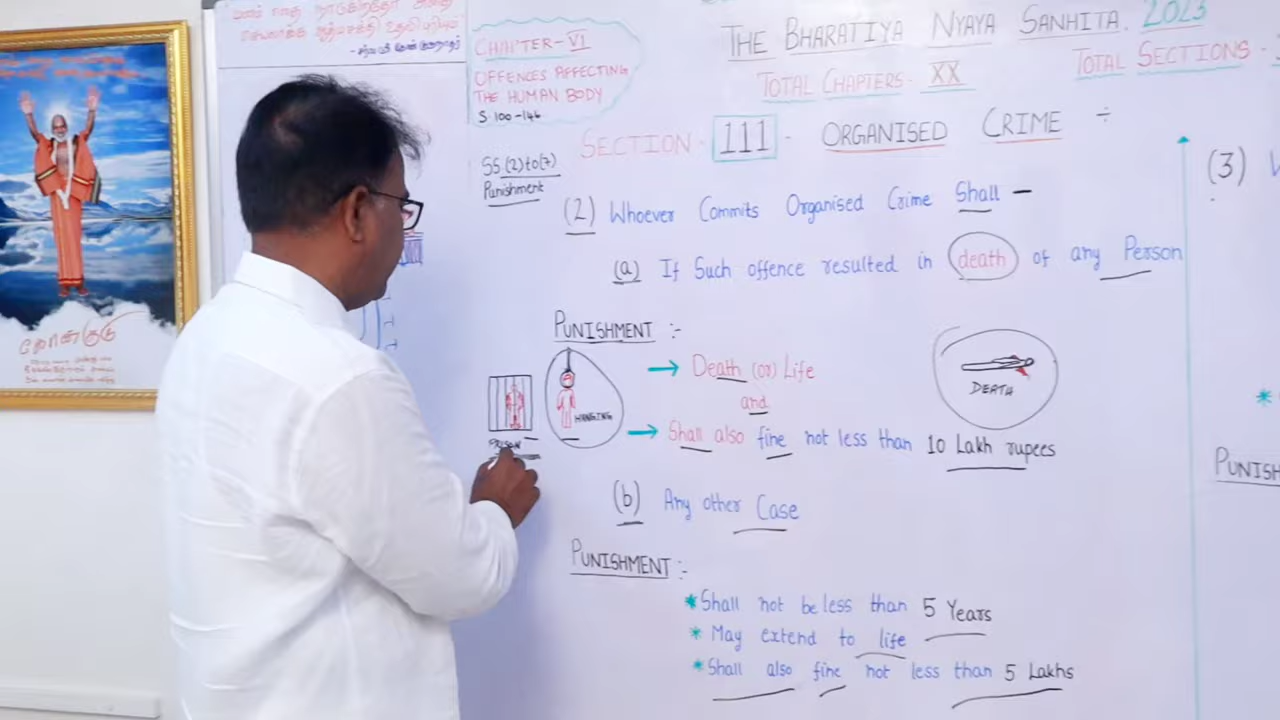 CHAPTER-VI
OFFENCES AFFECTING
THE HUMAN BODY
S-100-146
THE BHARATIYA NYAYA SANHITA. 2023
TOTAL CHAPTERS- XX
TOTAL SECTIONS -
SECTION - 111 - ORGANISED CRIME ÷
SS (2) to (7)
Punishment
(2) Whoever Commits Organised Crime Shall -
(a) If Such offence resulted in death of any Person
PUNISHMENT :-
→ Death (or) Life
and
→ Shall also fine not less than 10 Lakh rupees
PRISON
HANGING
DEATH
(b) Any other Case
PUNISHMENT :-
* Shall not be less than 5 Years
* May extend to life
* Shall also fine not less than 5 Lakhs
(3)
*